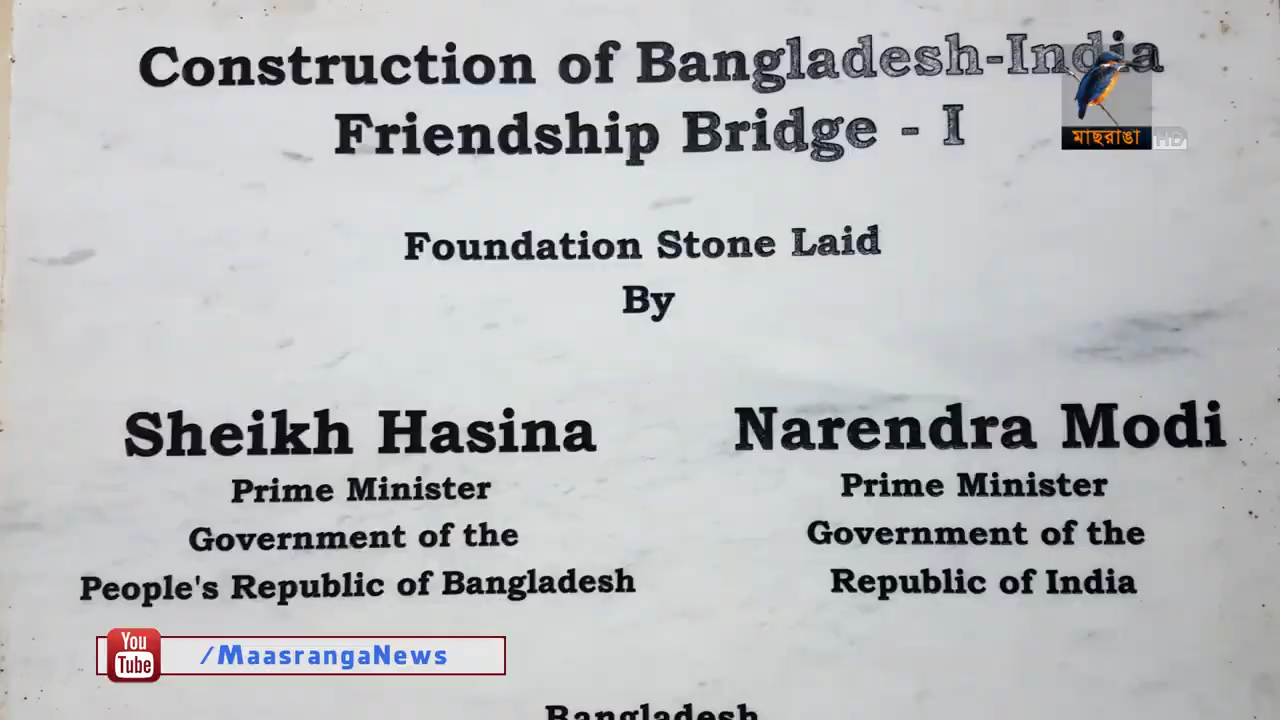 Construction of Bangladesh-India
Friendship Bridge - I
মাছরাঙা HD
Foundation Stone Laid
By
Sheikh Hasina
Prime Minister
Government of the
People's Republic of Bangladesh
Narendra Modi
Prime Minister
Government of the
Republic of India
You Tube /MaasrangaNews
Bangladesh